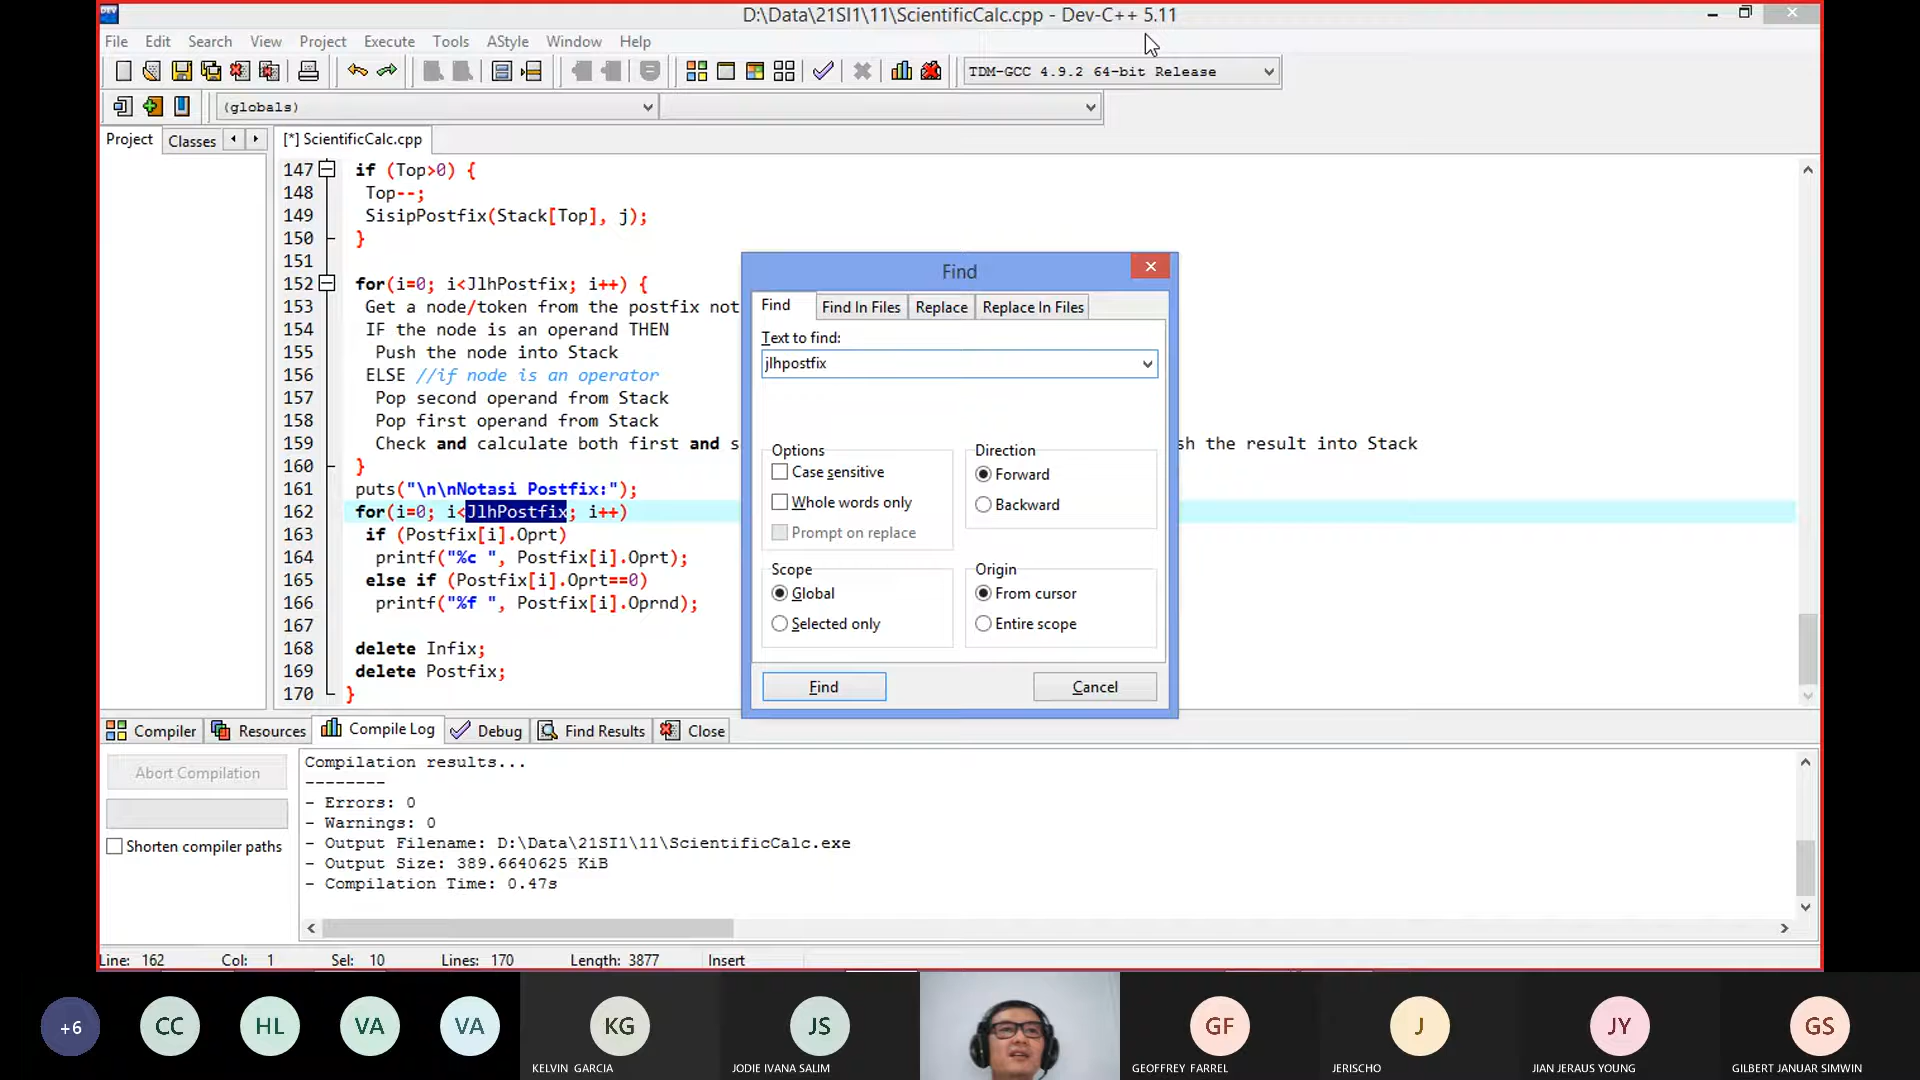 DEV
D:\Data\21SI1\11\ScientificCalc.cpp - Dev-C++ 5.11
File Edit Search View Project Execute Tools AStyle Window Help
TDM-GCC 4.9.2 64-bit Release
(globals)
Project Classes
[*] ScientificCalc.cpp
147 if (Top>0) {
148 Top--;
149 SisipPostfix(Stack[Top], j);
150 }
151
152 for(i=0; i<JlhPostfix; i++) {
153 Get a node/token from the postfix not
154 IF the node is an operand THEN
155 Push the node into Stack
156 ELSE //if node is an operator
157 Pop second operand from Stack
158 Pop first operand from Stack
159 Check and calculate both first and s sh the result into Stack
160 }
161 puts("\n\nNotasi Postfix:");
162 for(i=0; i<JlhPostfix; i++)
163 if (Postfix[i].Oprt)
164 printf("%c ", Postfix[i].Oprt);
165 else if (Postfix[i].Oprt==0)
166 printf("%f ", Postfix[i].Oprnd);
167
168 delete Infix;
169 delete Postfix;
170 }
Find
Find Find In Files Replace Replace In Files
Text to find:
jlhpostfix
Options
Case sensitive
Whole words only
Prompt on replace
Direction
Forward
Backward
Scope
Global
Selected only
Origin
From cursor
Entire scope
Find Cancel
Compiler Resources Compile Log Debug Find Results Close
Abort Compilation
Shorten compiler paths
Compilation results...
--------
- Errors: 0
- Warnings: 0
- Output Filename: D:\Data\21SI1\11\ScientificCalc.exe
- Output Size: 389.6640625 KiB
- Compilation Time: 0.47s
Line: 162 Col: 1 Sel: 10 Lines: 170 Length: 3877 Insert
+6 CC HL VA VA KG JS GF J JY GS
KELVIN GARCIA JODIE IVANA SALIM GEOFFREY FARREL JERISCHO JIAN JERAUS YOUNG GILBERT JANUAR SIMWIN